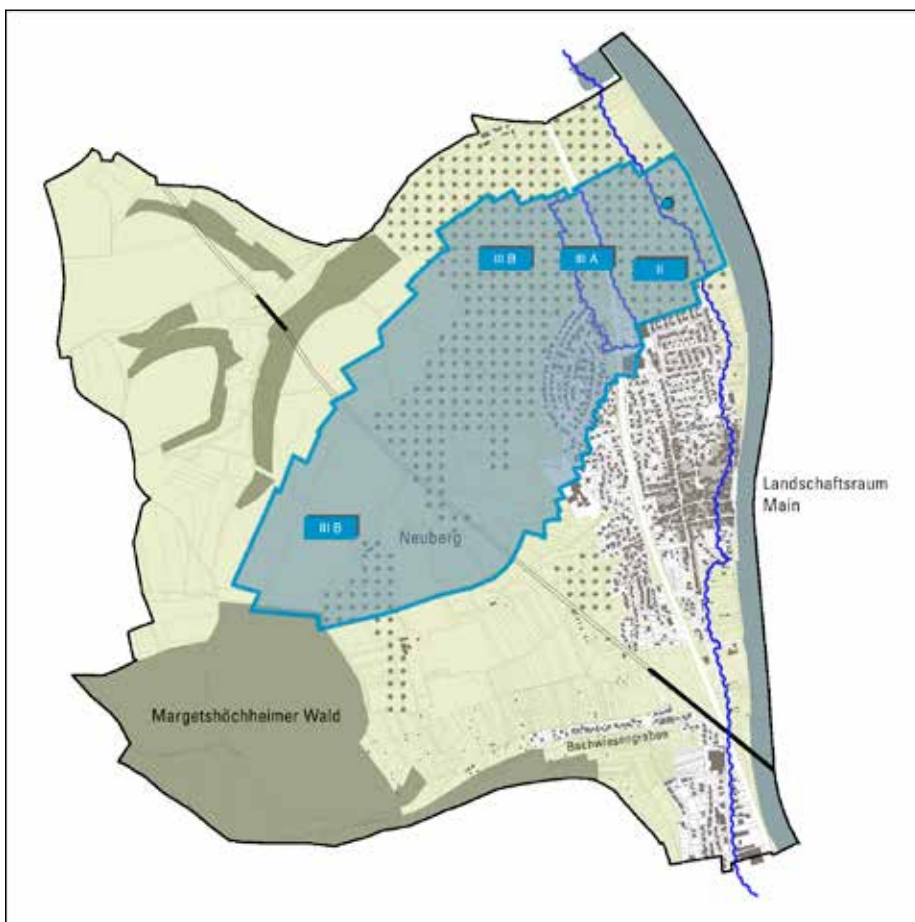 III B
III A
II
Landschaftsraum
Main
III B
Neuberg
Margetshöchheimer Wald
Bachwiesengraben